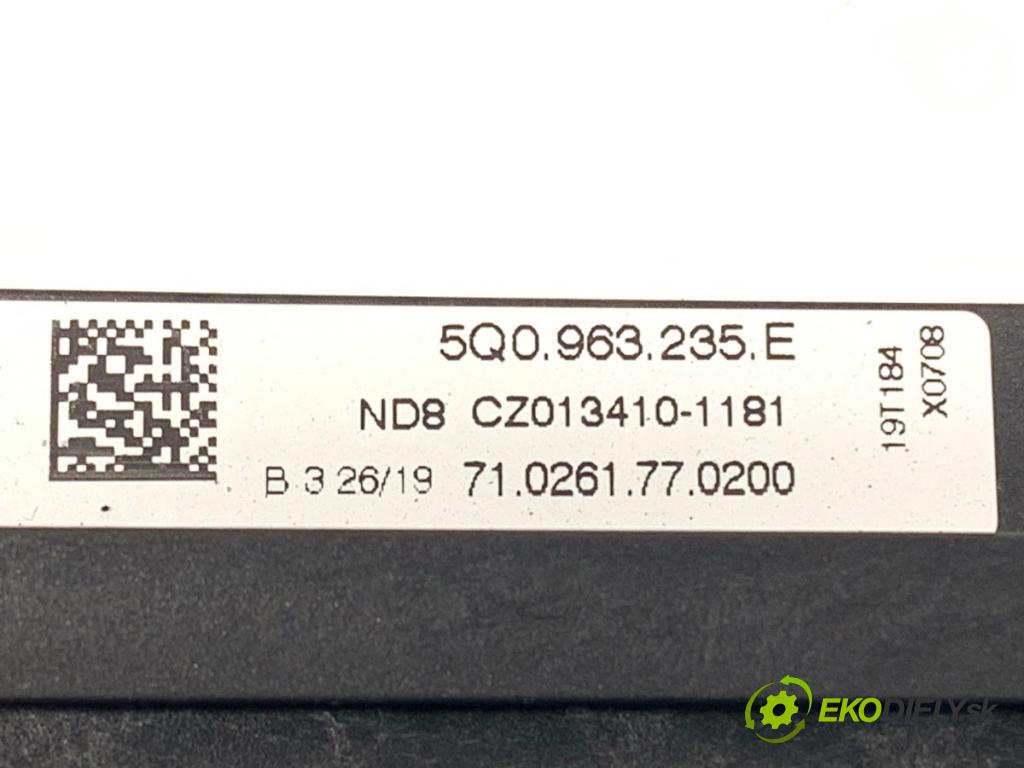 5Q0.963.235.E
ND8 CZ013410-1181
B 3 26/19 71.0261.77.0200
19T184
X0708
EKODIELY.sk